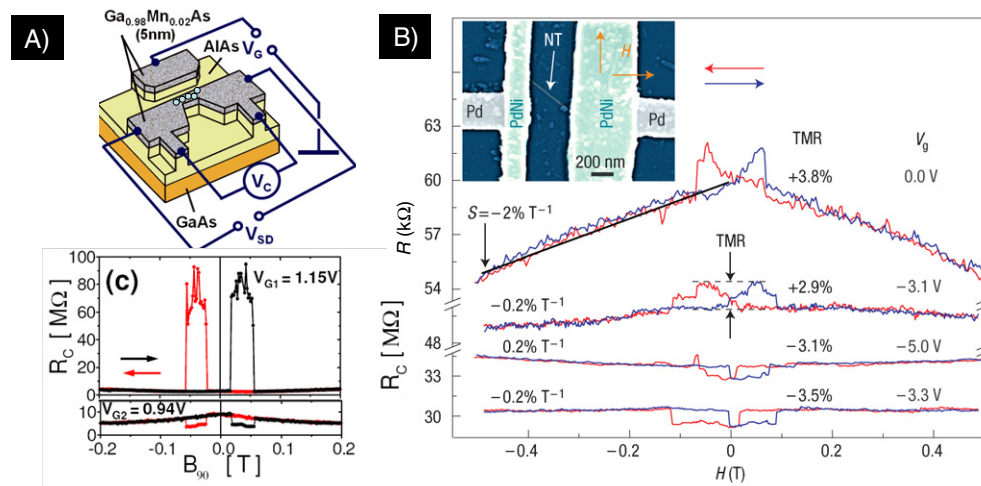 A)
Ga0.98Mn0.02As
(5nm)
AlAs
VG
VC
GaAs
VSD
(c)
VG1 = 1.15V
VG2 = 0.94V
RC [ MΩ ]
100
80
60
40
20
0
10
0
-0.2 -0.1 0.0 0.1 0.2
B90 [ T ]
B)
NT
H
Pd
PdNi
PdNi
Pd
200 nm
TMR Vg
+3.8% 0.0 V
S = −2% T−1
TMR
+2.9% −3.1 V
−0.2% T−1
0.2% T−1 −3.1% −5.0 V
−0.2% T−1 −3.5% −3.3 V
R (kΩ)
RC [ MΩ ]
63
60
57
54
48
33
30
−0.4 −0.2 0 0.2 0.4
H (T)